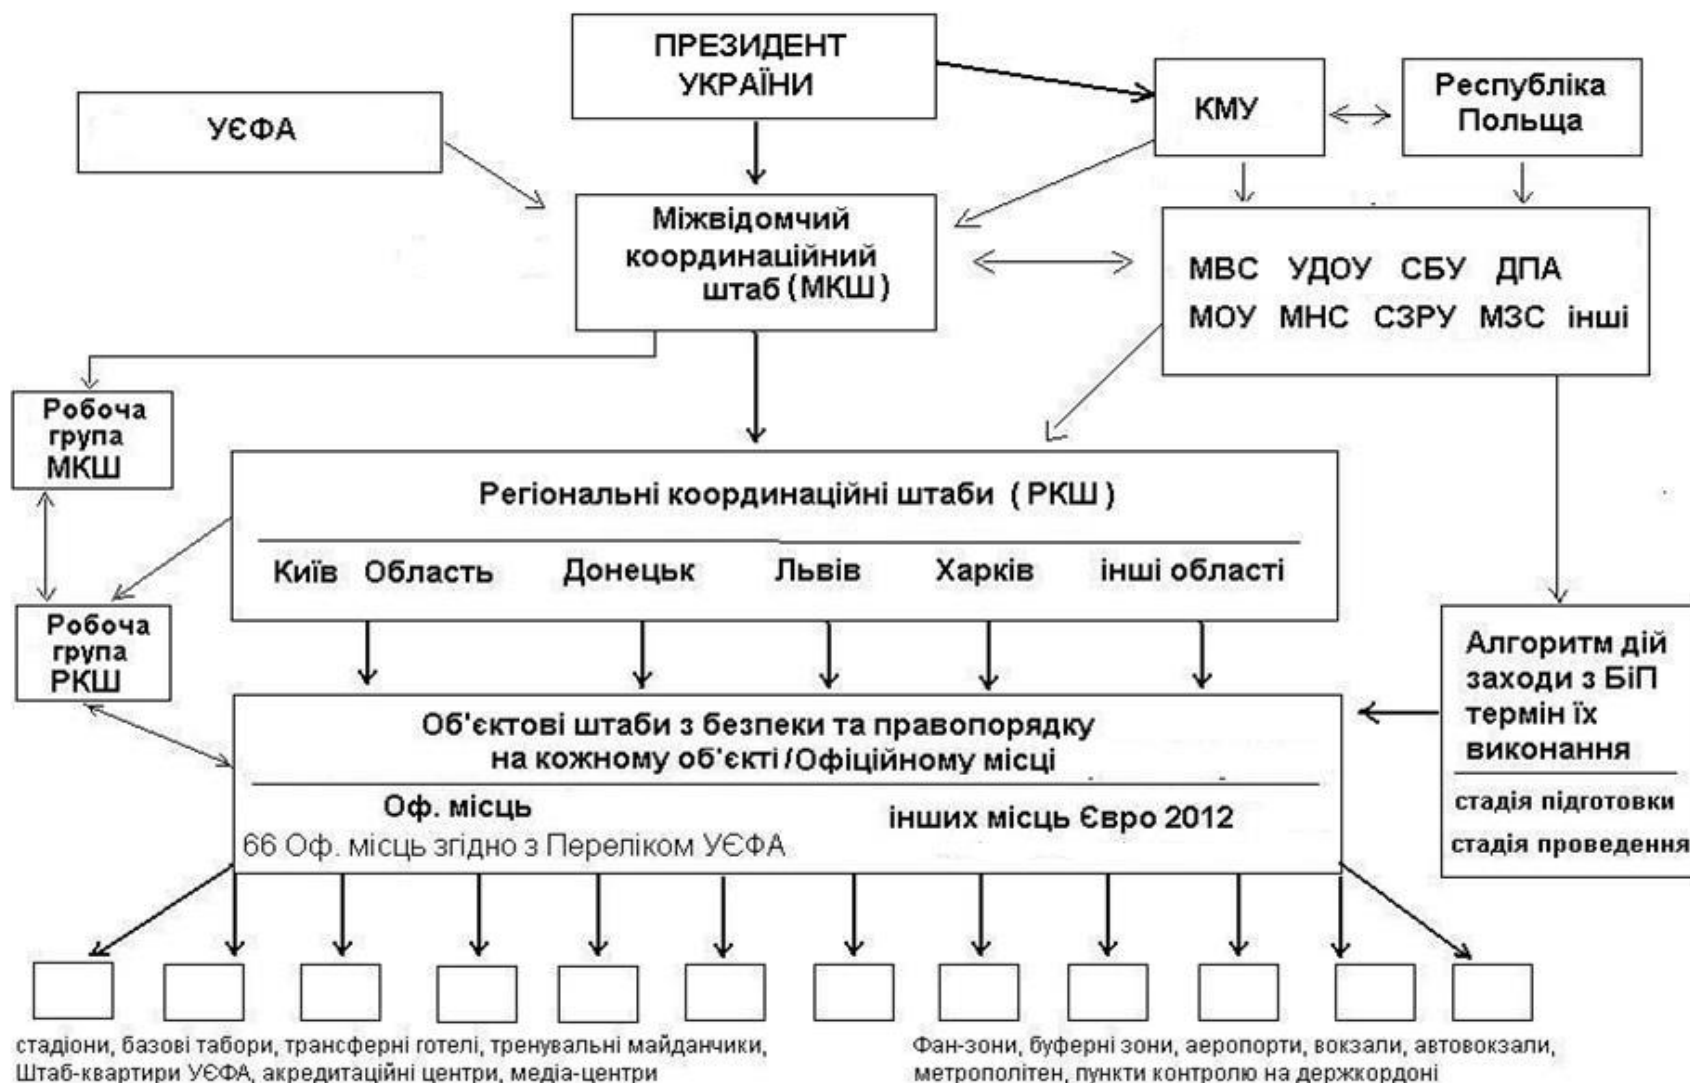 ПРЕЗИДЕНТ
УКРАЇНИ
УЄФА
КМУ
Республіка
Польща
Міжвідомчий
координаційний
штаб (МКШ)
МВС УДОУ СБУ ДПА
МОУ МНС СЗРУ МЗС інші
Робоча
група
МКШ
Регіональні координаційні штаби ( РКШ )
Київ Область Донецьк Львів Харків інші області
Робоча
група
РКШ
Алгоритм дій
заходи з БіП
термін їх
виконання
стадія підготовки
стадія проведення
Об'єктові штаби з безпеки та правопорядку
на кожному об'єкті/Офіційному місці
Оф. місць
66 Оф. місць згідно з Переліком УЄФА
інших місць Євро 2012
стадіони, базові табори, трансферні готелі, тренувальні майданчики,
Штаб-квартири УЄФА, акредитаційні центри, медіа-центри
Фан-зони, буферні зони, аеропорти, вокзали, автовокзали,
метрополітен, пункти контролю на держкордоні